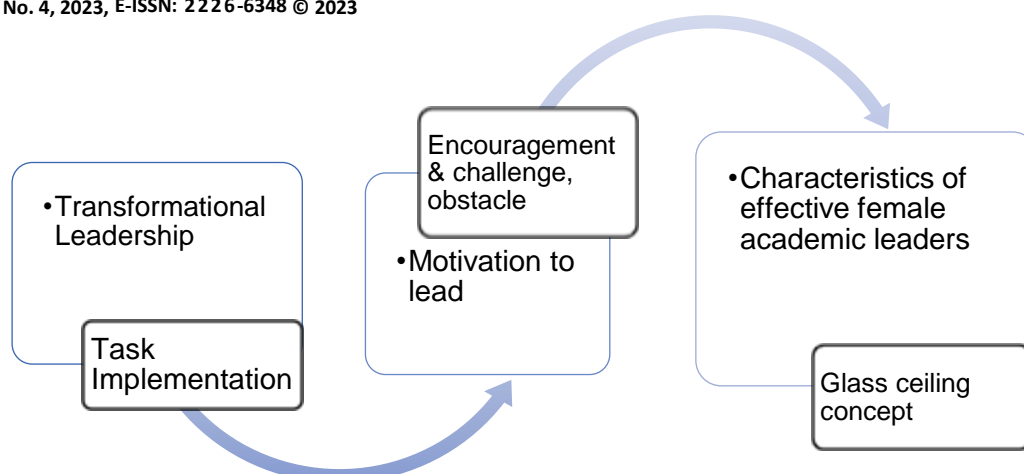 No. 4, 2023, E-ISSN: 2226-6348 © 2023
•Transformational
Leadership
Task
Implementation
Encouragement
& challenge,
obstacle
•Motivation to
lead
•Characteristics of
effective female
academic leaders
Glass ceiling
concept